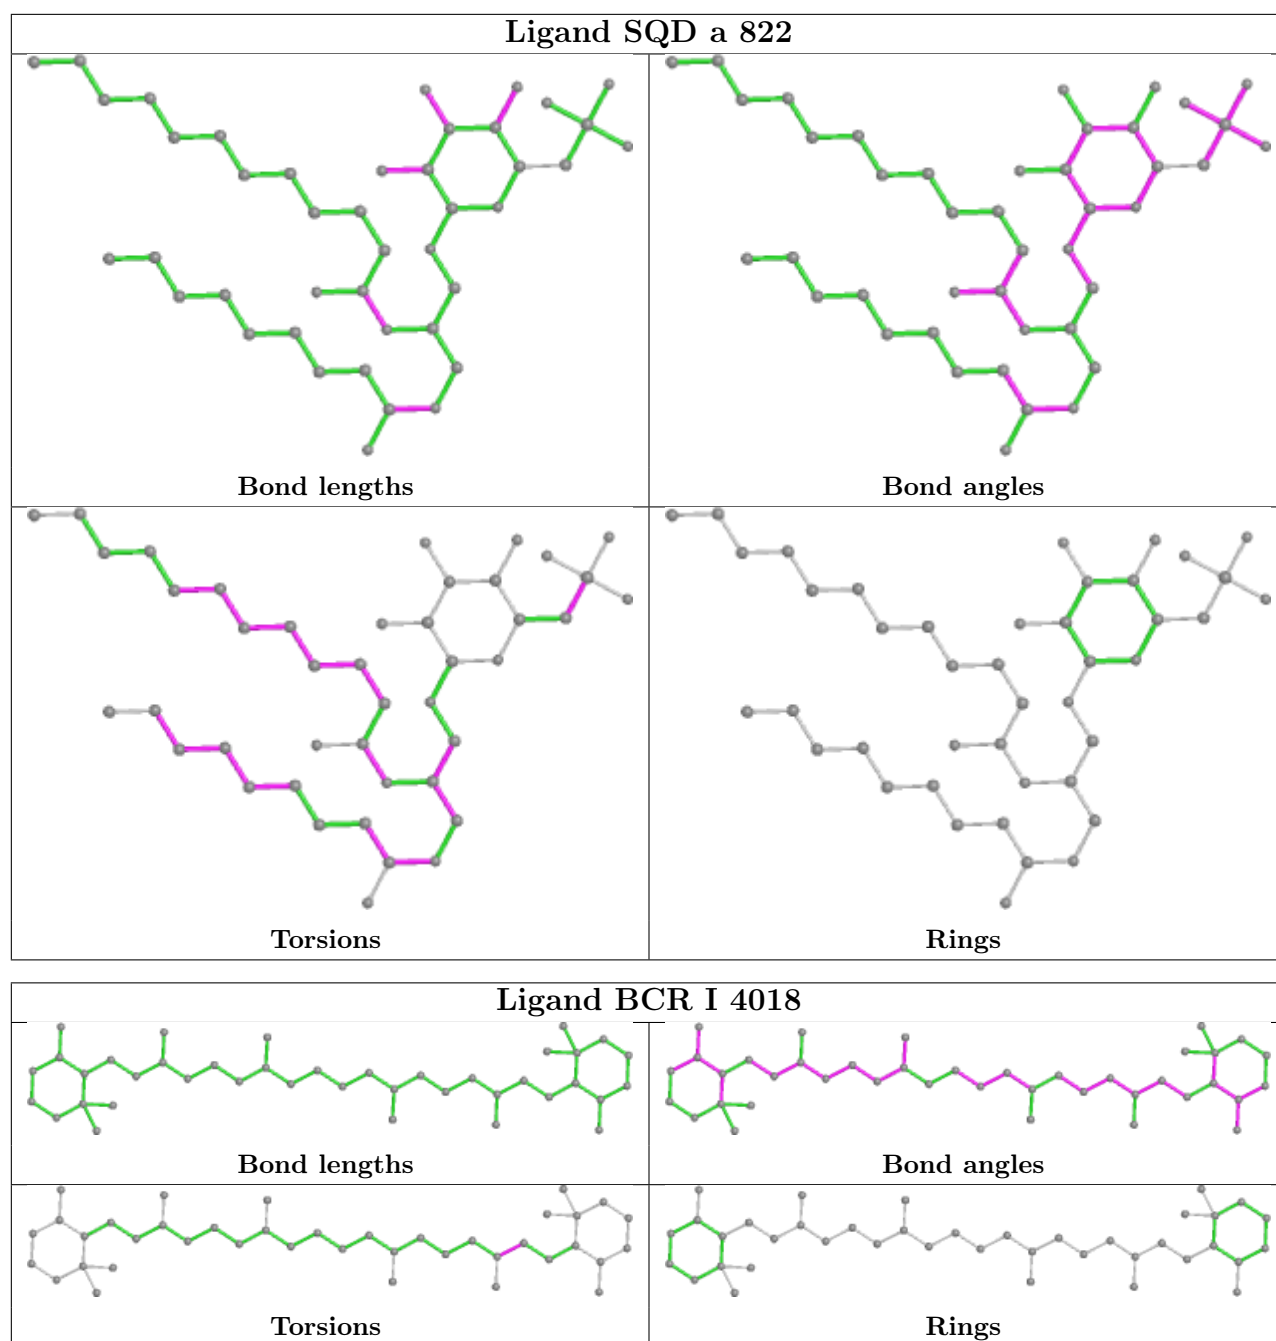 Ligand SQD a 822
Bond lengths
Bond angles
Torsions
Rings
Ligand BCR I 4018
Bond lengths
Bond angles
Torsions
Rings